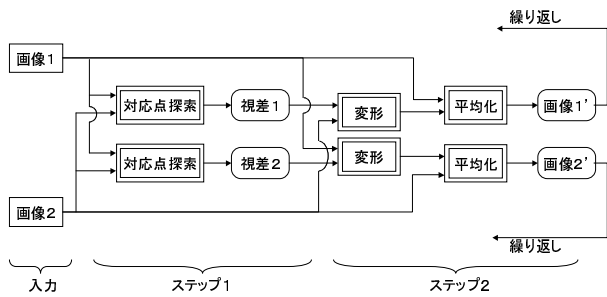 繰り返し
画像１
対応点探索
視差１
変形
平均化
画像１’
対応点探索
視差２
変形
平均化
画像２’
画像２
繰り返し
入力
ステップ１
ステップ２